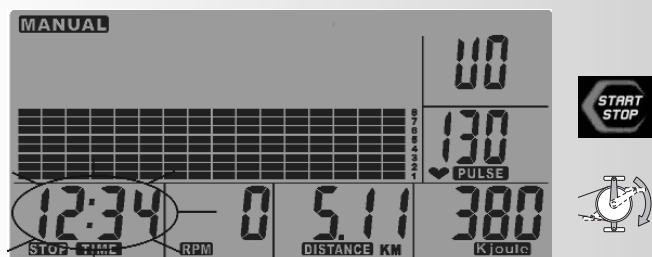 MANUAL
U0
START
STOP
8
7
6
5
4
3
2
1
130
PULSE
12:34
0
5.11
380
STOP TIME
RPM
DISTANCE KM
Kjoule